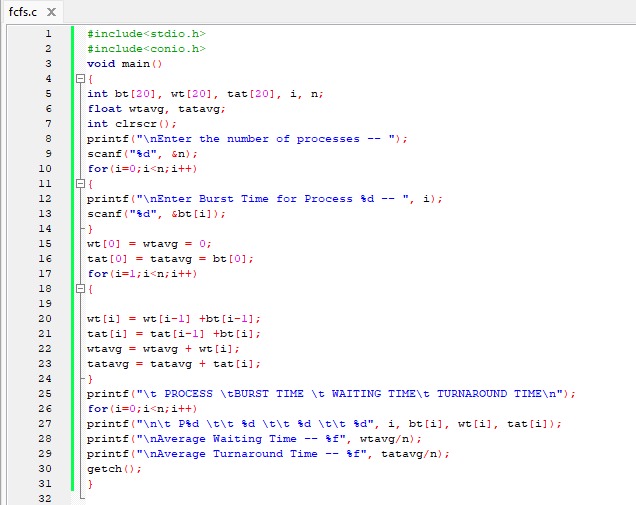 fcfs.c X
1 #include<stdio.h>
2 #include<conio.h>
3 void main()
4 {
5 int bt[20], wt[20], tat[20], i, n;
6 float wtavg, tatavg;
7 int clrscr();
8 printf("\nEnter the number of processes -- ");
9 scanf("%d", &n);
10 for(i=0;i<n;i++)
11 {
12 printf("\nEnter Burst Time for Process %d -- ", i);
13 scanf("%d", &bt[i]);
14 }
15 wt[0] = wtavg = 0;
16 tat[0] = tatavg = bt[0];
17 for(i=1;i<n;i++)
18 {
19
20 wt[i] = wt[i-1] +bt[i-1];
21 tat[i] = tat[i-1] +bt[i];
22 wtavg = wtavg + wt[i];
23 tatavg = tatavg + tat[i];
24 }
25 printf("\t PROCESS \tBURST TIME \t WAITING TIME\t TURNAROUND TIME\n");
26 for(i=0;i<n;i++)
27 printf("\n\t P%d \t\t %d \t\t %d \t\t %d", i, bt[i], wt[i], tat[i]);
28 printf("\nAverage Waiting Time -- %f", wtavg/n);
29 printf("\nAverage Turnaround Time -- %f", tatavg/n);
30 getch();
31 }
32